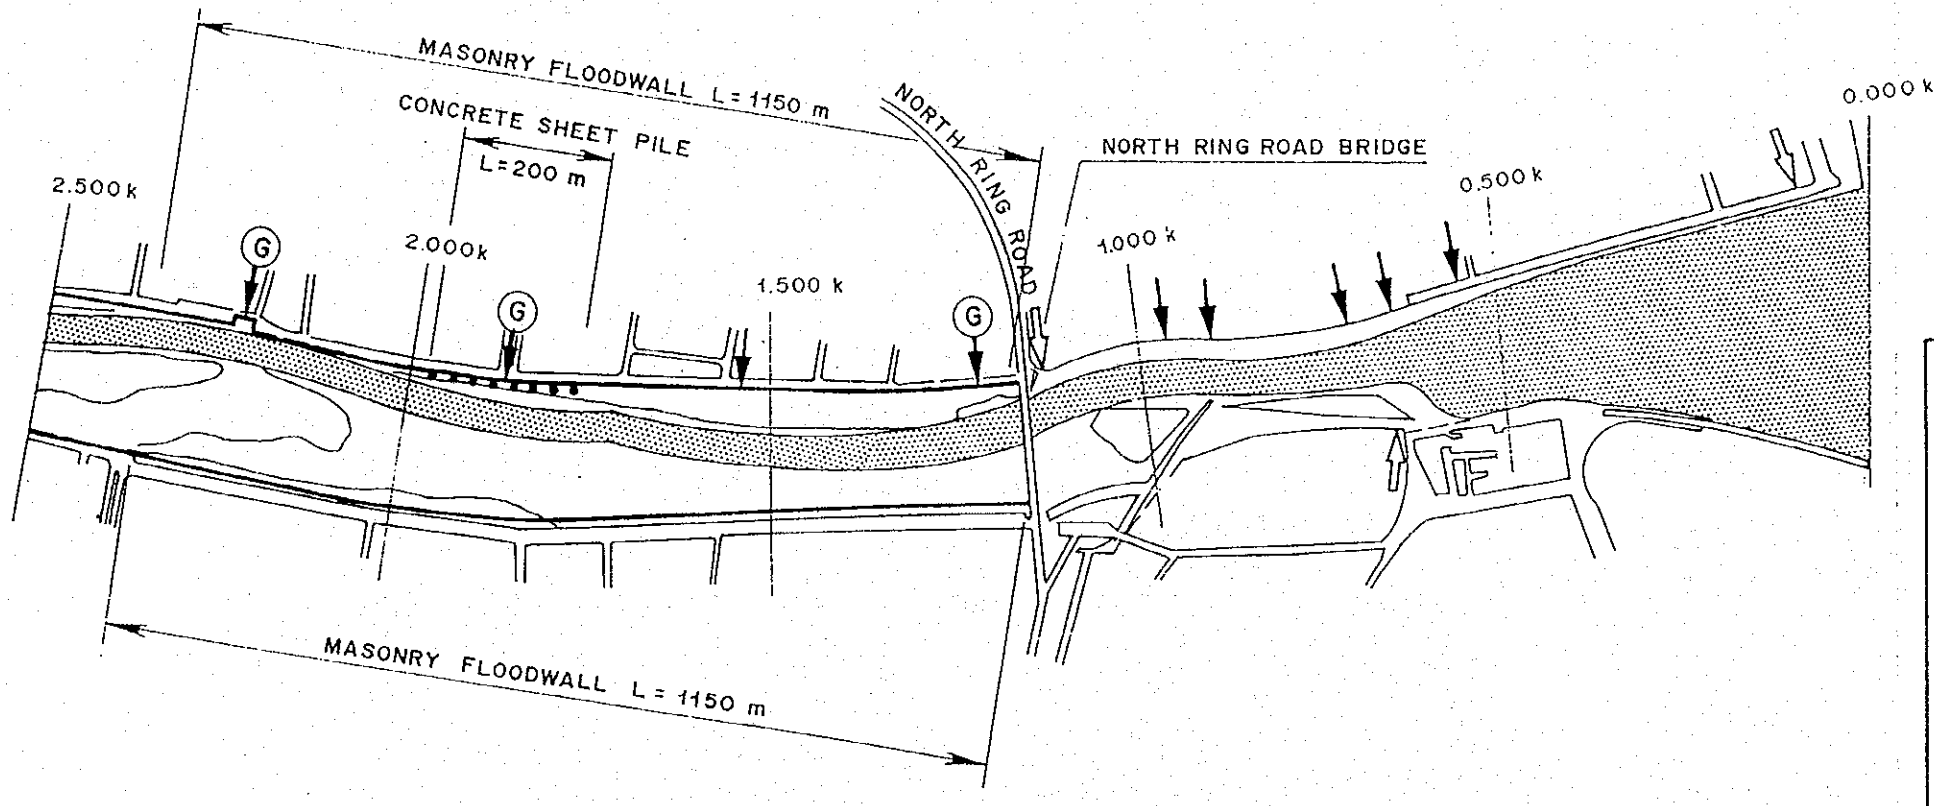 MASONRY FLOODWALL L = 1150 m
CONCRETE SHEET PILE
L=200 m
NORTH RING ROAD
NORTH RING ROAD BRIDGE
0.000 k
0.500 k
1.000 k
1.500 k
2.000k
2.500 k
G
G
G
MASONRY FLOODWALL L = 1150 m